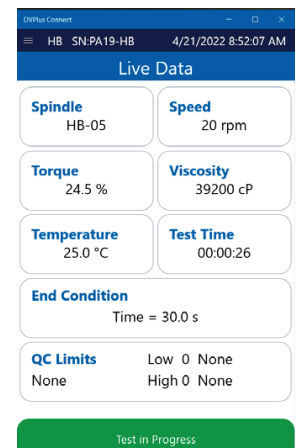 DVPlus Connect
HB SN:PA19-HB 4/21/2022 8:52:07 AM
Live Data
Spindle
HB-05
Speed
20 rpm
Torque
24.5 %
Viscosity
39200 cP
Temperature
25.0 °C
Test Time
00:00:26
End Condition
Time = 30.0 s
QC Limits Low 0 None
None High 0 None
Test in Progress